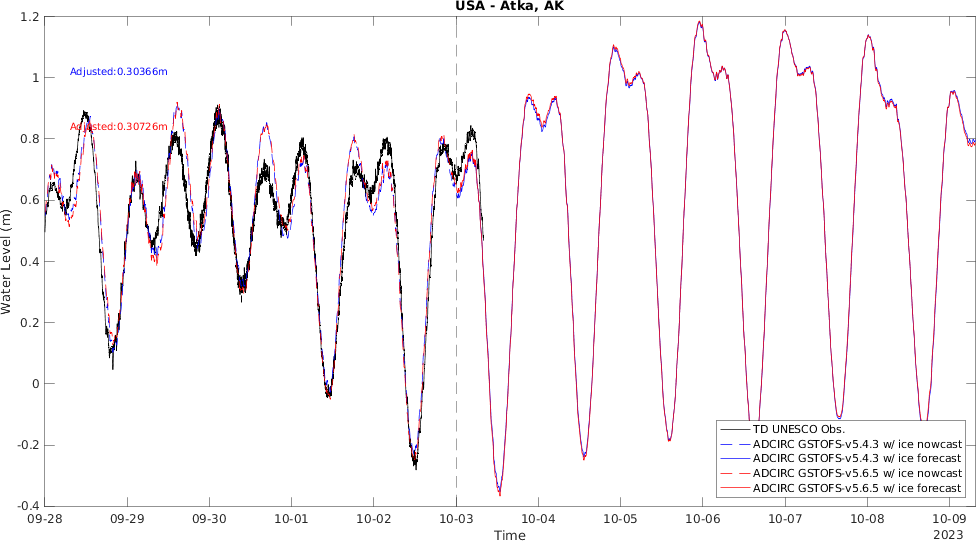 USA - Atka, AK
1.2
1
0.8
0.6
0.4
0.2
0
-0.2
-0.4
Water Level (m)
Adjusted:0.30366m
Adjusted:0.30726m
TD UNESCO Obs.
ADCIRC GSTOFS-v5.4.3 w/ ice nowcast
ADCIRC GSTOFS-v5.4.3 w/ ice forecast
ADCIRC GSTOFS-v5.6.5 w/ ice nowcast
ADCIRC GSTOFS-v5.6.5 w/ ice forecast
09-28 09-29 09-30 10-01 10-02 10-03 10-04 10-05 10-06 10-07 10-08 10-09
2023
Time